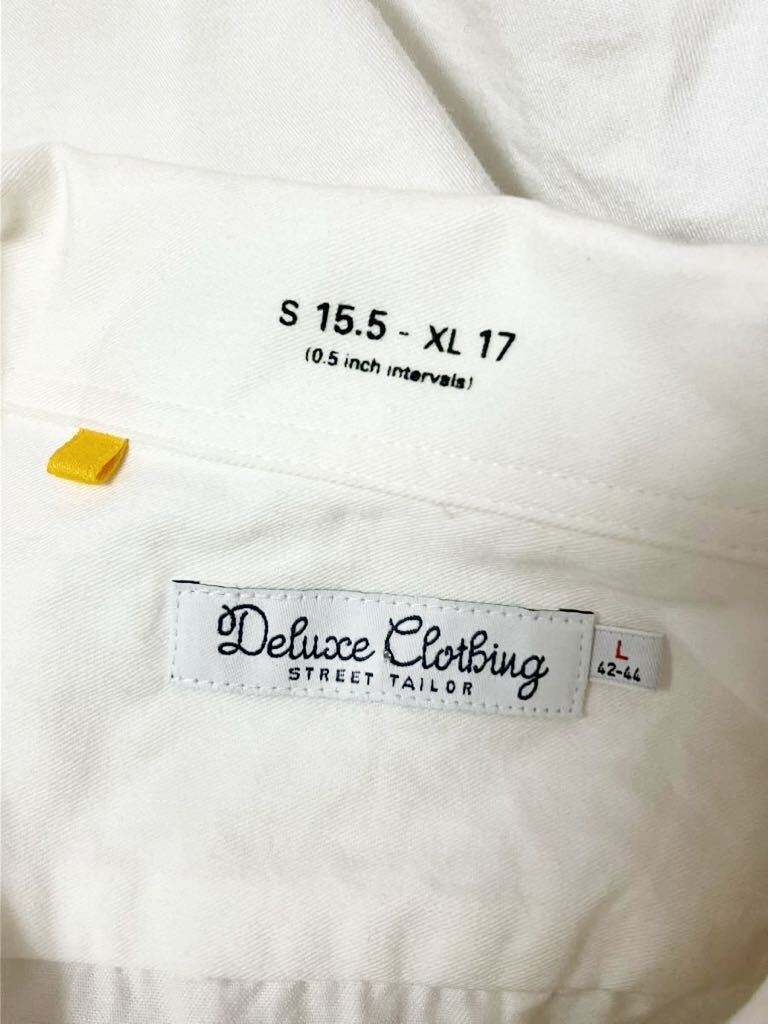 S 15.5 - XL 17
(0.5 inch intervals)
Deluxe Clothing
STREET TAILOR
L
42-44